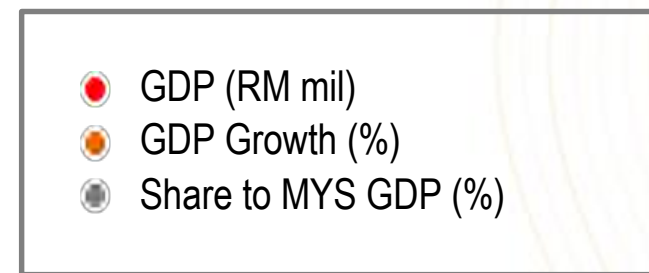 GDP (RM mil)
GDP Growth (%)
Share to MYS GDP (%)